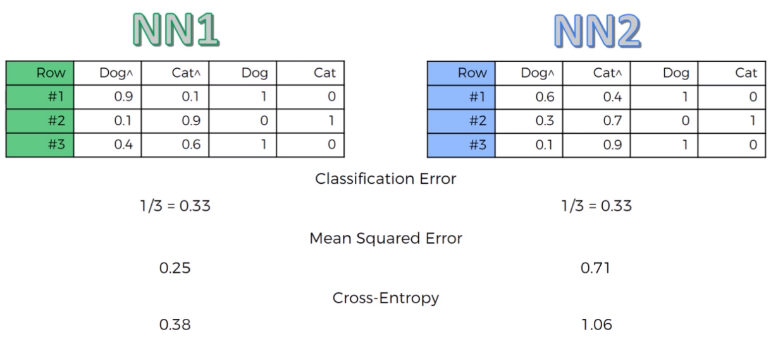 NN1 NN2
Row Dog^ Cat^ Dog Cat Row Dog^ Cat^ Dog Cat
#1 0.9 0.1 1 0 #1 0.6 0.4 1 0
#2 0.1 0.9 0 1 #2 0.3 0.7 0 1
#3 0.4 0.6 1 0 #3 0.1 0.9 1 0
Classification Error
1/3 = 0.33 1/3 = 0.33
Mean Squared Error
0.25 0.71
Cross-Entropy
0.38 1.06